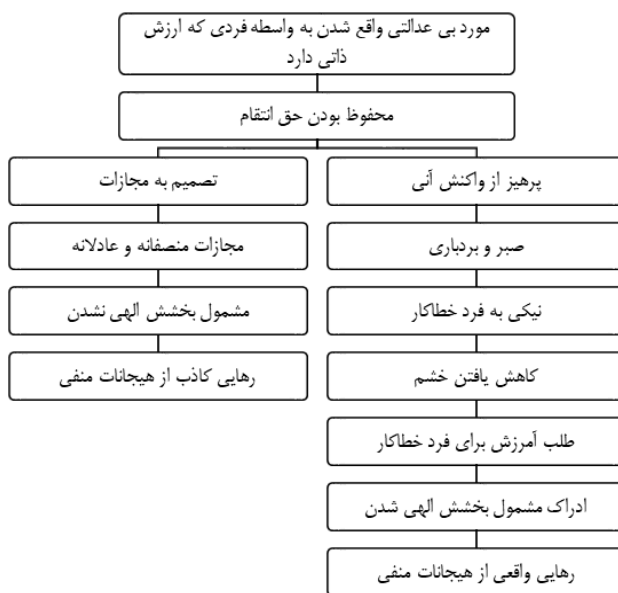 مورد بی عدالتی واقع شدن به واسطه فردی که ارزش
ذاتی دارد
محفوظ بودن حق انتقام
پرهیز از واکنش آنی
تصمیم به مجازات
صبر و بردباری
مجازات منصفانه و عادلانه
نیکی به فرد خطاکار
مشمول بخشش الهی نشدن
کاهش یافتن خشم
رهایی کاذب از هیجانات منفی
طلب آمرزش برای فرد خطاکار
ادراک مشمول بخشش الهی شدن
رهایی واقعی از هیجانات منفی